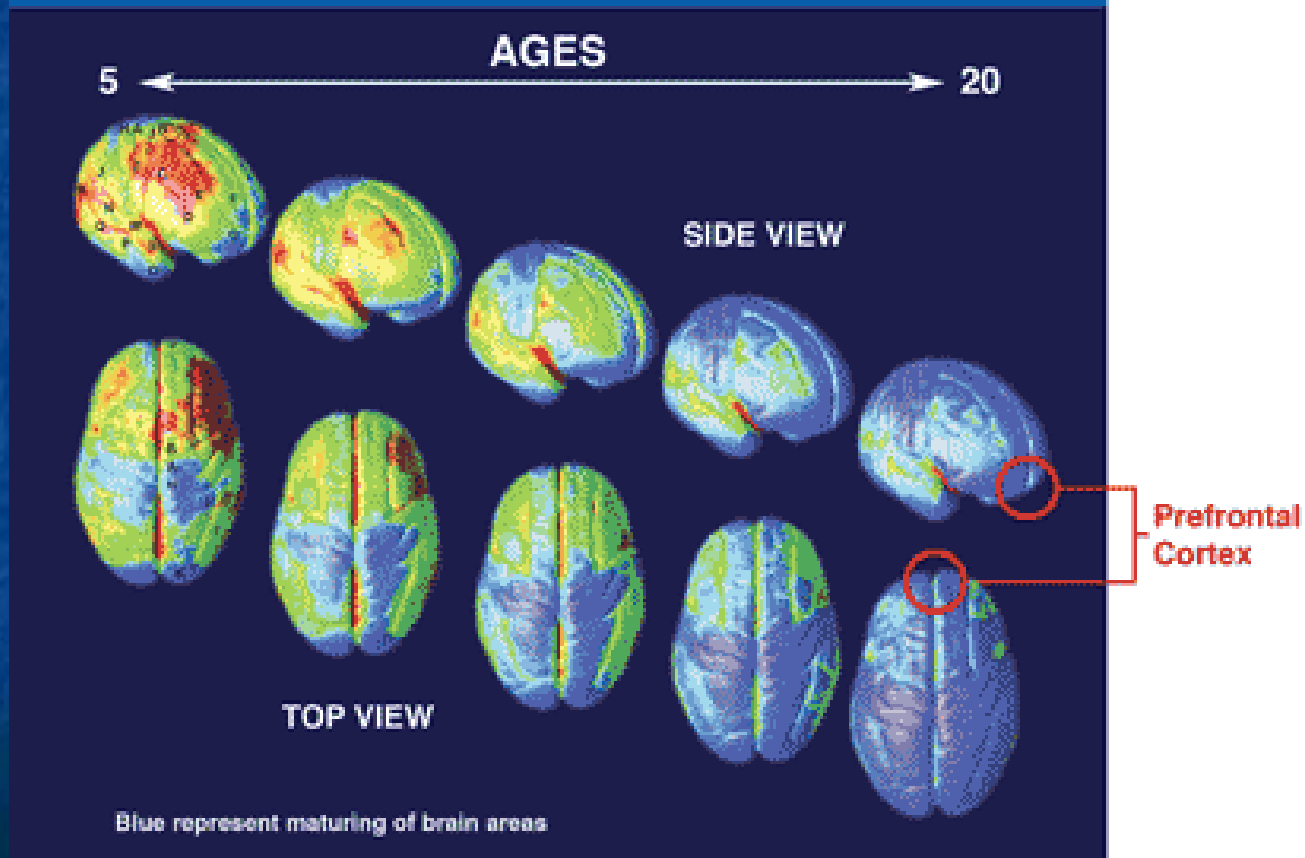 AGES
5 20
SIDE VIEW
Prefrontal
Cortex
TOP VIEW
Blue represent maturing of brain areas